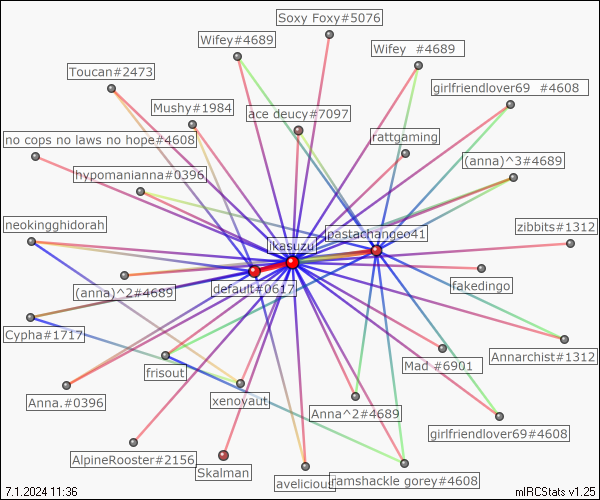 Soxy Foxy#5076
Wifey#4689
Wifey #4689
Toucan#2473
girlfriendlover69 #4608
Mushy#1984
ace deucy#7097
no cops no laws no hope#4608
rattgaming
(anna)^3#4689
hypomanianna#0396
neokingghidorah
pastachangeo41
zibbits#1312
ikasuzu
default#0617
(anna)^2#4689
fakedingo
Cypha#1717
Annarchist#1312
frisout
Mad #6901
Anna.#0396
xenovaut
Anna^2#4689
girlfriendlover69#4608
AlpineRooster#2156
Skalman
avelicious
ramshackle gorey#4608
7.1.2024 11:36
mIRCStats v1.25